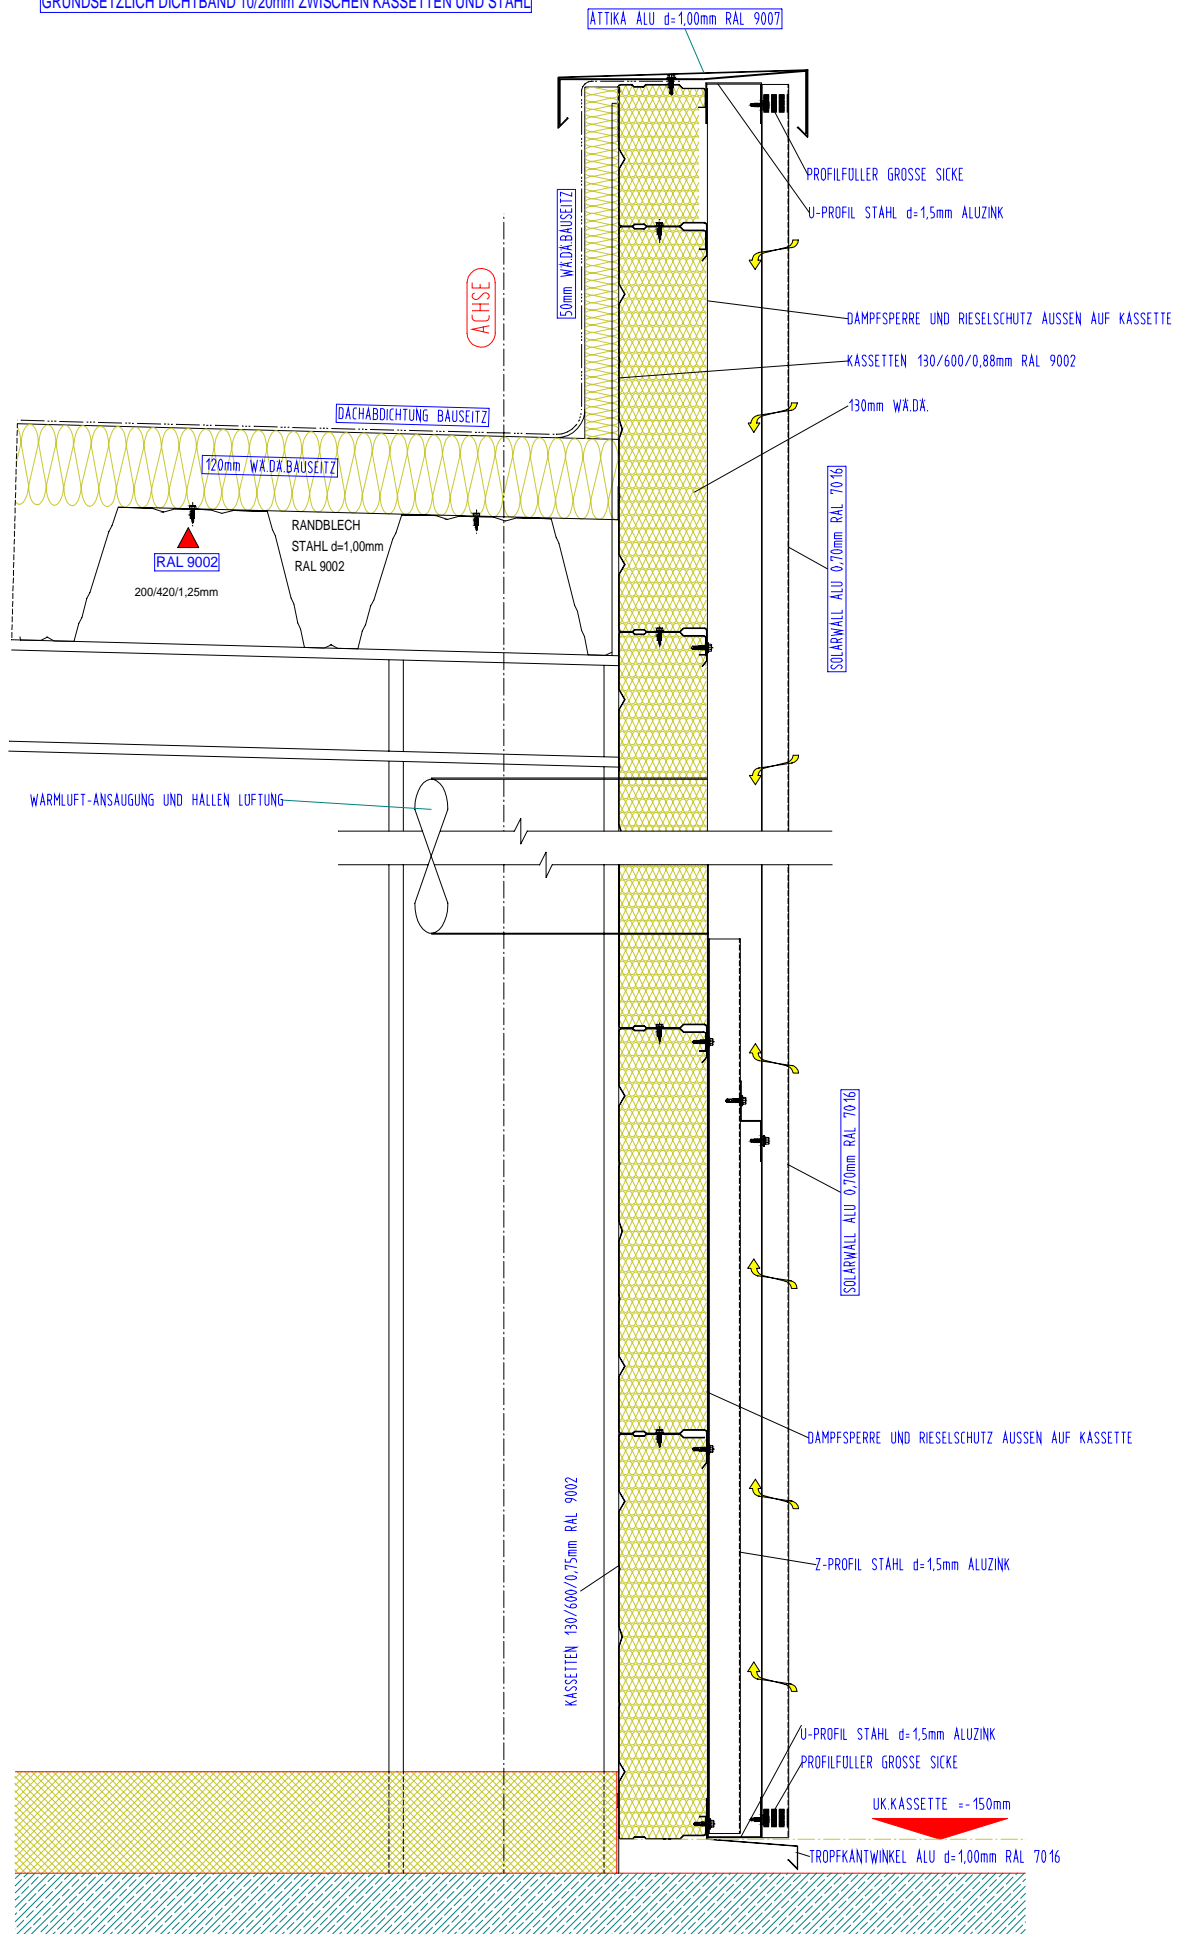 GRUNDSETZLICH DICHTBAND 10/20mm ZWISCHEN KASSETTEN UND STAHL
ATTIKA ALU d=1,00mm RAL 9007
PROFILFÜLLER GROSSE SICKE
U-PROFIL STAHL d=1,5mm ALUZINK
50mm WÄ.DÄ.BAUSEITZ
ACHSE
DAMPFSPERRE UND RIESELSCHUTZ AUSSEN AUF KASSETTE
KASSETTEN 130/600/0,88mm RAL 9002
130mm WÄ.DÄ.
DACHABDICHTUNG BAUSEITZ
120mm WÄ.DÄ.BAUSEITZ
SOLARWALL ALU 0,70mm RAL 7016
RANDBLECH
STAHL d=1,00mm
RAL 9002
RAL 9002
200/420/1,25mm
WARMLUFT-ANSAUGUNG UND HALLEN LÜFTUNG
SOLARWALL ALU 0,70mm RAL 7016
DAMPFSPERRE UND RIESELSCHUTZ AUSSEN AUF KASSETTE
KASSETTEN 130/600/0,75mm RAL 9002
Z-PROFIL STAHL d=1,5mm ALUZINK
U-PROFIL STAHL d=1,5mm ALUZINK
PROFILFÜLLER GROSSE SICKE
UK.KASSETTE =-150mm
TROPFKANTWINKEL ALU d=1,00mm RAL 7016